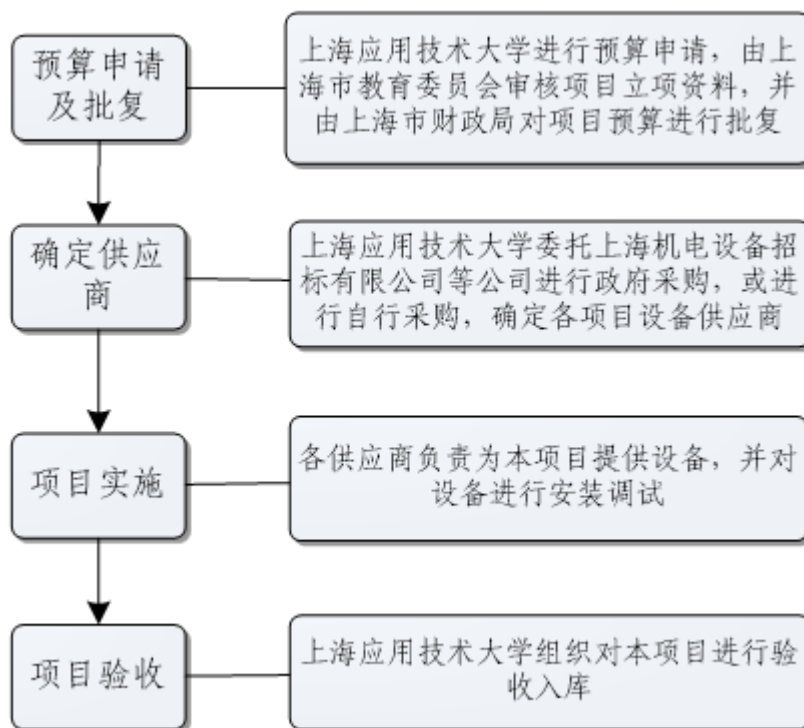 预算申请
及批复
上海应用技术大学进行预算申请，由上
海市教育委员会审核项目立项资料，并
由上海市财政局对项目预算进行批复
确定供应
商
上海应用技术大学委托上海机电设备招
标有限公司等公司进行政府采购，或进
行自行采购，确定各项目设备供应商
项目实施
各供应商负责为本项目提供设备，并对
设备进行安装调试
项目验收
上海应用技术大学组织对本项目进行验
收入库